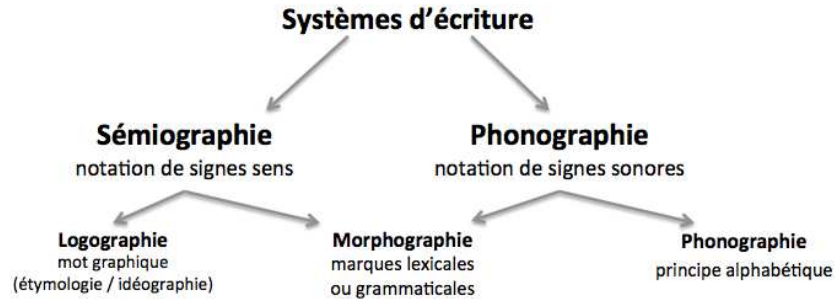 Systèmes d'écriture
Sémiographie
notation de signes sens
Phonographie
notation de signes sonores
Logographie
mot graphique
(étymologie / idéographie)
Morphographie
marques lexicales
ou grammaticales
Phonographie
principe alphabétique